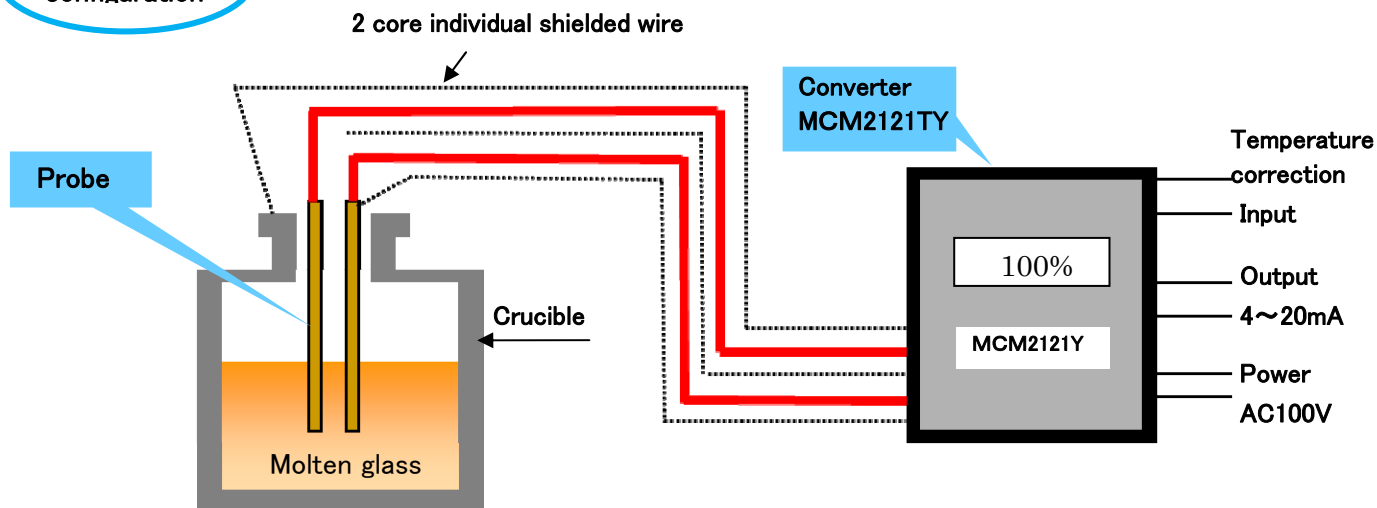 configuration
2 core individual shielded wire
Converter
MCM2121TY
Temperature
correction
Probe
Input
100%
Output
Crucible
4～20mA
MCM2121Y
Power
AC100V
Molten glass